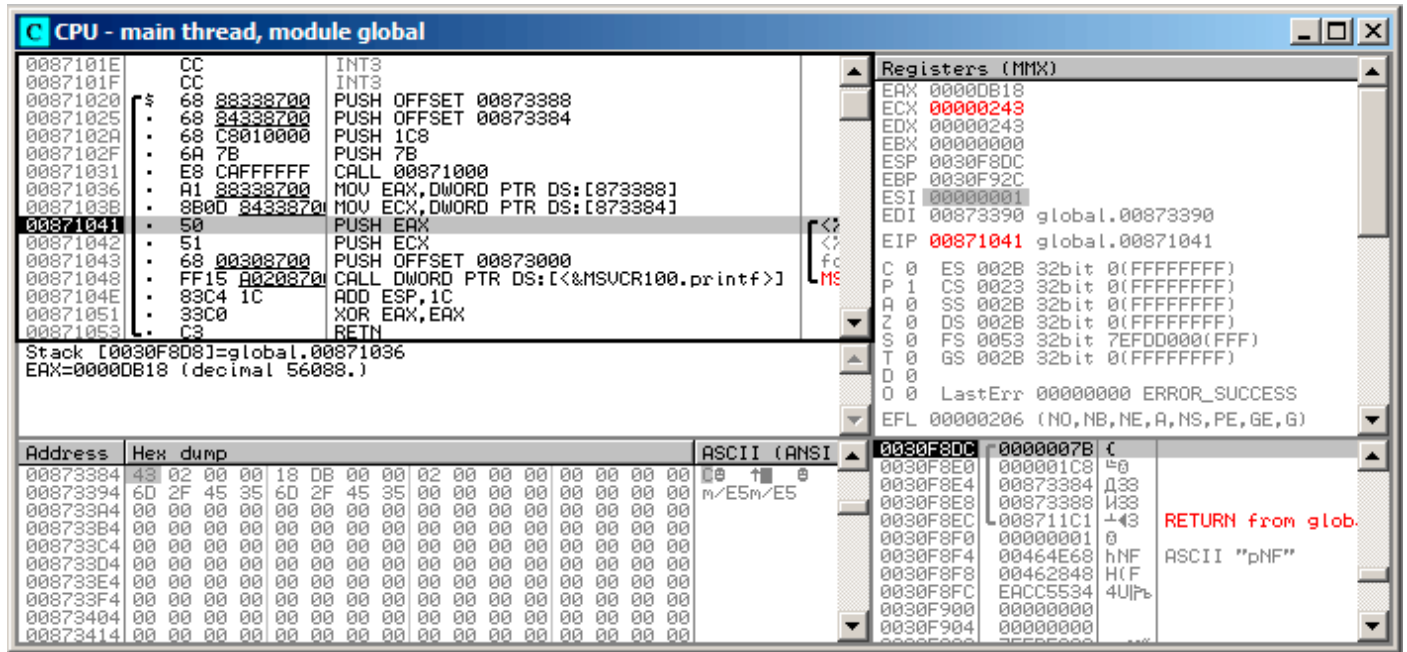 C CPU - main thread, module global
0087101E CC INT3
0087101F CC INT3
00871020 $ 68 88338700 PUSH OFFSET 00873388
00871025 . 68 84338700 PUSH OFFSET 00873384
0087102A . 68 C8010000 PUSH 1C8
0087102F . 6A 7B PUSH 7B
00871031 . E8 CAFFFFFF CALL 00871000
00871036 . A1 88338700 MOV EAX,DWORD PTR DS:[873388]
0087103B . 8B0D 8433870 MOV ECX,DWORD PTR DS:[873384]
00871041 . 50 PUSH EAX
00871042 . 51 PUSH ECX
00871043 . 68 00308700 PUSH OFFSET 00873000
00871048 . FF15 A020870 CALL DWORD PTR DS:[<&MSVCR100.printf>]
0087104E . 83C4 1C ADD ESP,1C
00871051 . 33C0 XOR EAX,EAX
00871053 . C3 RETN
Stack [0030F8D8]=global.00871036
EAX=0000DB18 (decimal 56088.)
Registers (MMX)
EAX 0000DB18
ECX 00000243
EDX 00000243
EBX 00000000
ESP 0030F8DC
EBP 0030F92C
ESI 00000001
EDI 00873390 global.00873390
EIP 00871041 global.00871041
C 0 ES 002B 32bit 0(FFFFFFFF)
P 1 CS 0023 32bit 0(FFFFFFFF)
A 0 SS 002B 32bit 0(FFFFFFFF)
Z 0 DS 002B 32bit 0(FFFFFFFF)
S 0 FS 0053 32bit 7EFDD000(FFF)
T 0 GS 002B 32bit 0(FFFFFFFF)
D 0
O 0 LastErr 00000000 ERROR_SUCCESS
EFL 00000206 (NO,NB,NE,A,NS,PE,GE,G)
Address Hex dump ASCII (ANSI
00873384 43 02 00 00 18 DB 00 00 02 00 00 00 00 00 00 00
00873394 6D 2F 45 35 6D 2F 45 35 00 00 00 00 00 00 00 00 m/E5m/E5
008733A4 00 00 00 00 00 00 00 00 00 00 00 00 00 00 00 00
008733B4 00 00 00 00 00 00 00 00 00 00 00 00 00 00 00 00
008733C4 00 00 00 00 00 00 00 00 00 00 00 00 00 00 00 00
008733D4 00 00 00 00 00 00 00 00 00 00 00 00 00 00 00 00
008733E4 00 00 00 00 00 00 00 00 00 00 00 00 00 00 00 00
008733F4 00 00 00 00 00 00 00 00 00 00 00 00 00 00 00 00
00873404 00 00 00 00 00 00 00 00 00 00 00 00 00 00 00 00
00873414 00 00 00 00 00 00 00 00 00 00 00 00 00 00 00 00
0030F8DC 0000007B {
0030F8E0 000001C8
0030F8E4 00873384 Д33
0030F8E8 00873388 И33
0030F8EC 008711C1 RETURN from glob
0030F8F0 00000001
0030F8F4 00464E68 hNF ASCII "pNF"
0030F8F8 00462848 H(F
0030F8FC EACC5534
0030F900 00000000
0030F904 00000000